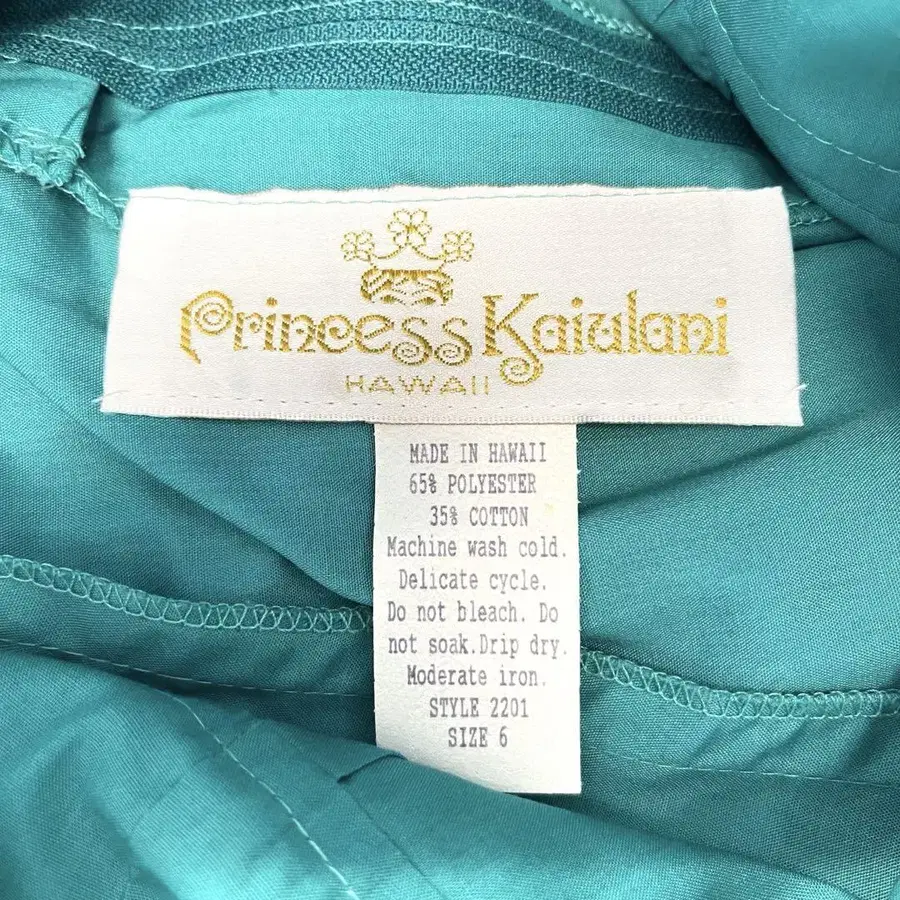 Princess Kaiulani
HAWAII
MADE IN HAWAII
65% POLYESTER
35% COTTON
Machine wash cold.
Delicate cycle.
Do not bleach. Do
not soak.Drip dry.
Moderate iron.
STYLE 2201
SIZE 6